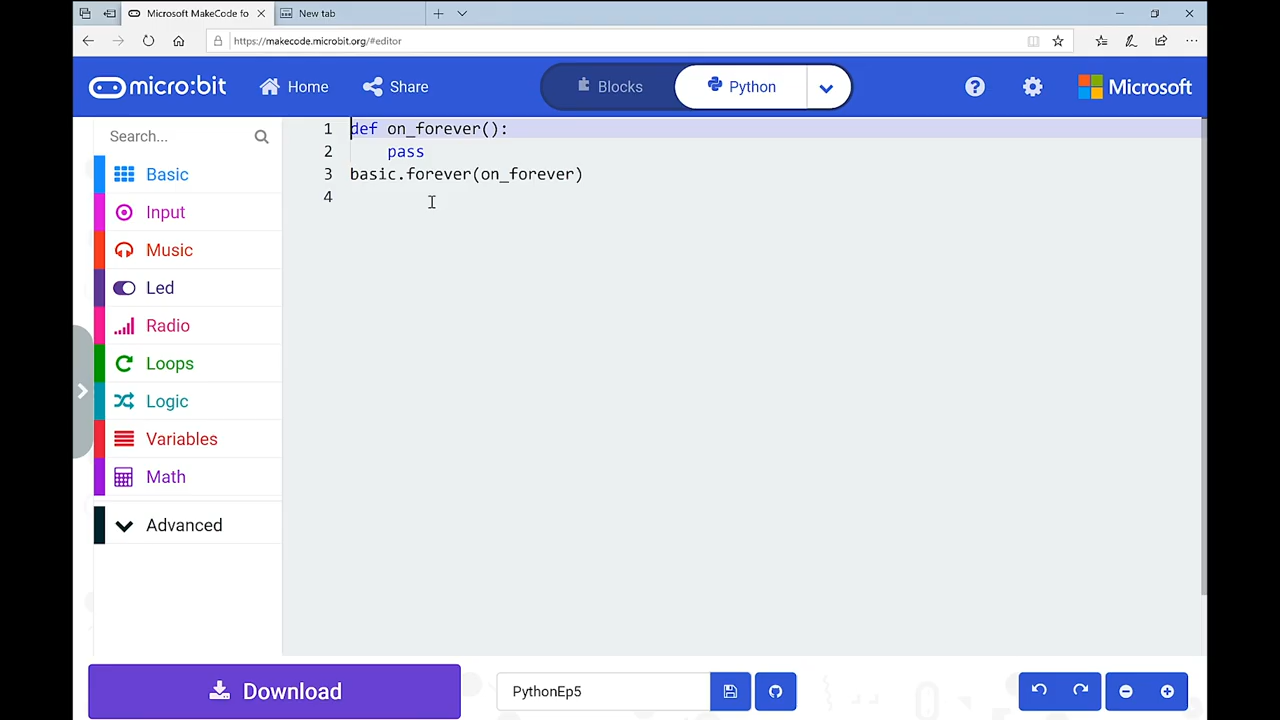 Microsoft MakeCode fo
New tab
https://makecode.microbit.org/#editor
micro:bit
Home
Share
Blocks
Python
Microsoft
Search...
Basic
Input
Music
Led
Radio
Loops
Logic
Variables
Math
Advanced
1 def on_forever():
2     pass
3 basic.forever(on_forever)
4
Download
PythonEp5